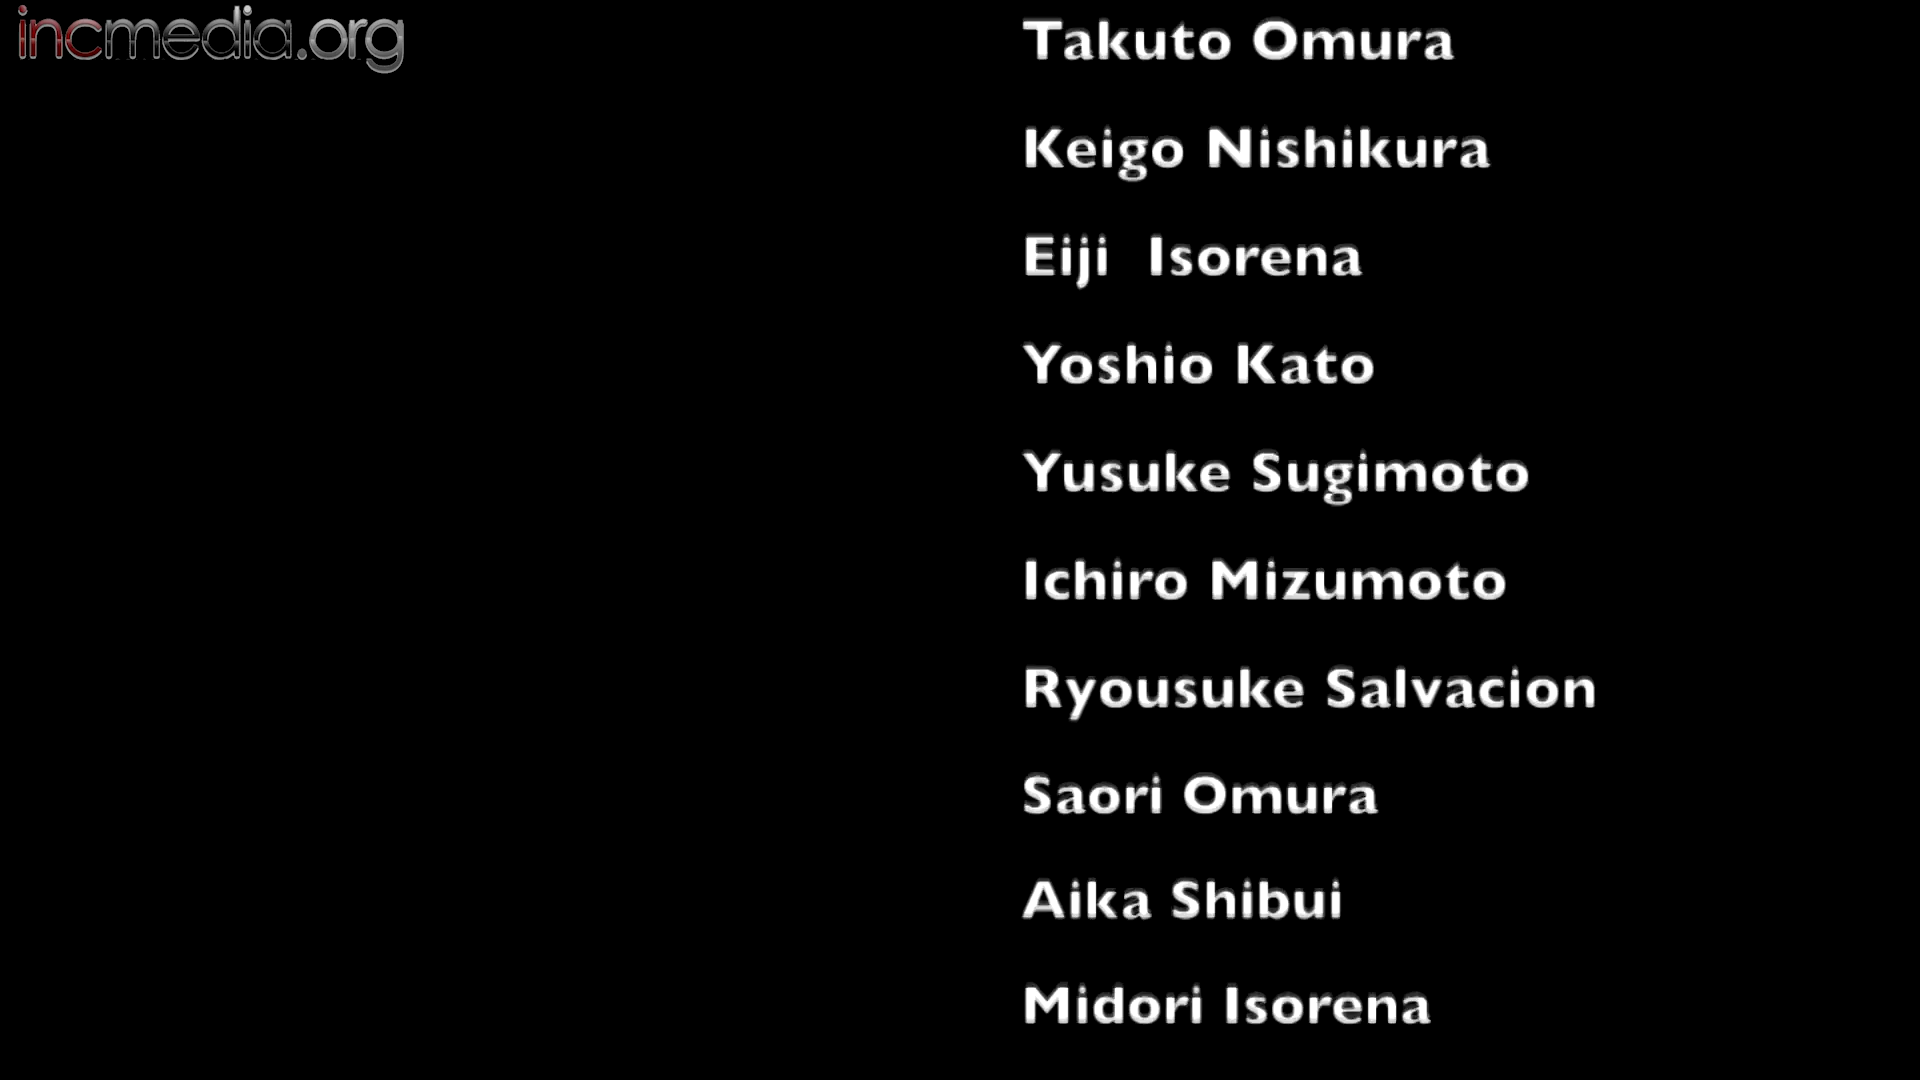 incmedia.org
Takuto Omura
Keigo Nishikura
Eiji  Isorena
Yoshio Kato
Yusuke Sugimoto
Ichiro Mizumoto
Ryousuke Salvacion
Saori Omura
Aika Shibui
Midori Isorena